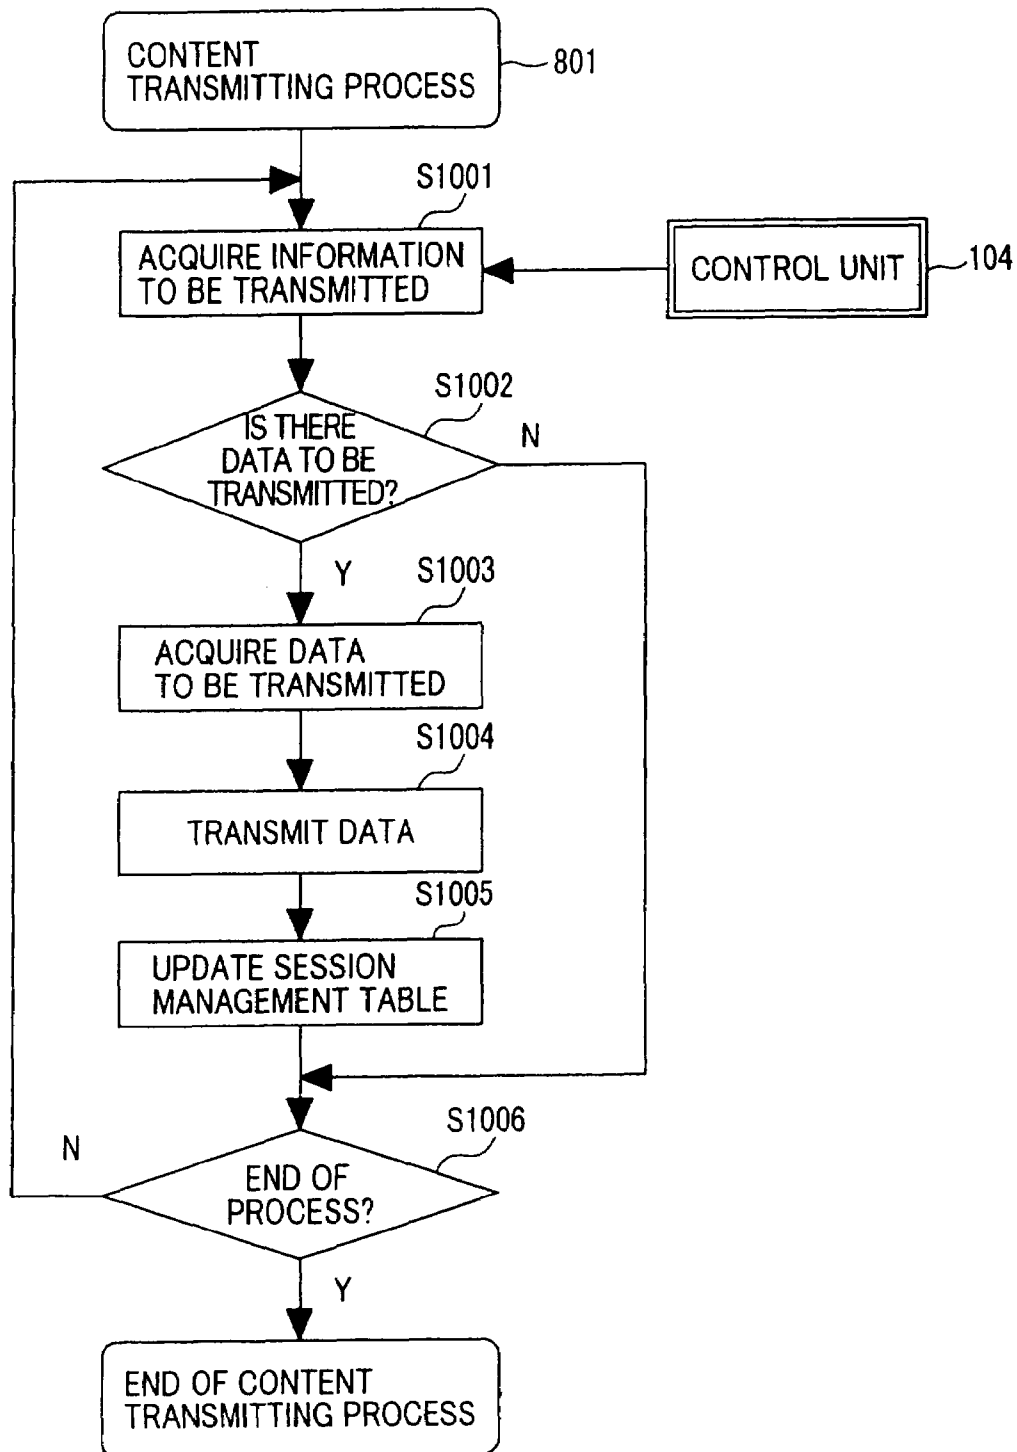 CONTENT
TRANSMITTING PROCESS
801
S1001
ACQUIRE INFORMATION
TO BE TRANSMITTED
CONTROL UNIT
104
S1002
IS THERE
DATA TO BE
TRANSMITTED?
N
Y
S1003
ACQUIRE DATA
TO BE TRANSMITTED
S1004
TRANSMIT DATA
S1005
UPDATE SESSION
MANAGEMENT TABLE
S1006
N
END OF
PROCESS?
Y
END OF CONTENT
TRANSMITTING PROCESS